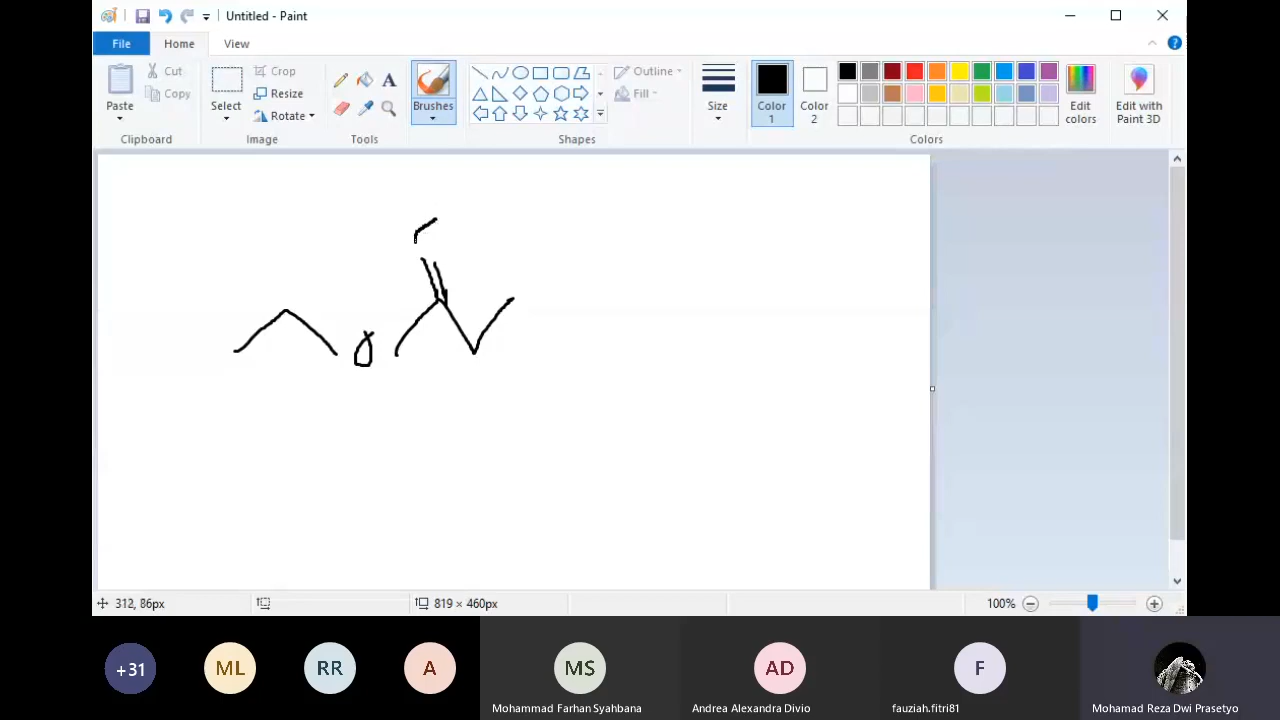 Untitled - Paint
File Home View
Cut
Copy
Paste
Clipboard
Crop
Resize
Rotate
Select
Image
Tools
A
Brushes
Outline
Fill
Shapes
Size
Color 1
Color 2
Edit colors
Edit with Paint 3D
Colors
O
312, 86px
819 × 460px
100%
+31 ML RR A MS AD F
Mohammad Farhan Syahbana Andrea Alexandra Divio fauziah.fitri81 Mohamad Reza Dwi Prasetyo